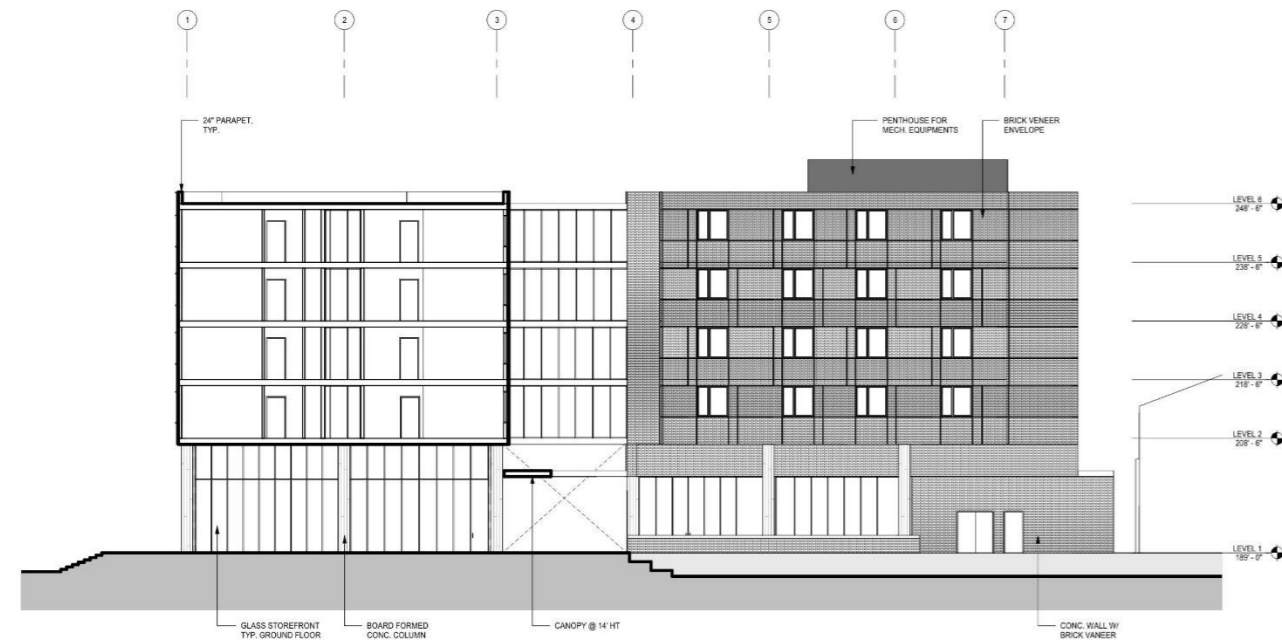 1
2
3
4
5
6
7
24" PARAPET,
TYP.
PENTHOUSE FOR
MECH. EQUIPMENTS
BRICK VENEER
ENVELOPE
LEVEL 6
248' - 6"
LEVEL 5
238' - 6"
LEVEL 4
228' - 6"
LEVEL 3
218' - 6"
LEVEL 2
208' - 6"
LEVEL 1
189' - 0"
GLASS STOREFRONT
TYP. GROUND FLOOR
BOARD FORMED
CONC. COLUMN
CANOPY @ 14' HT
CONC. WALL W/
BRICK VANEER